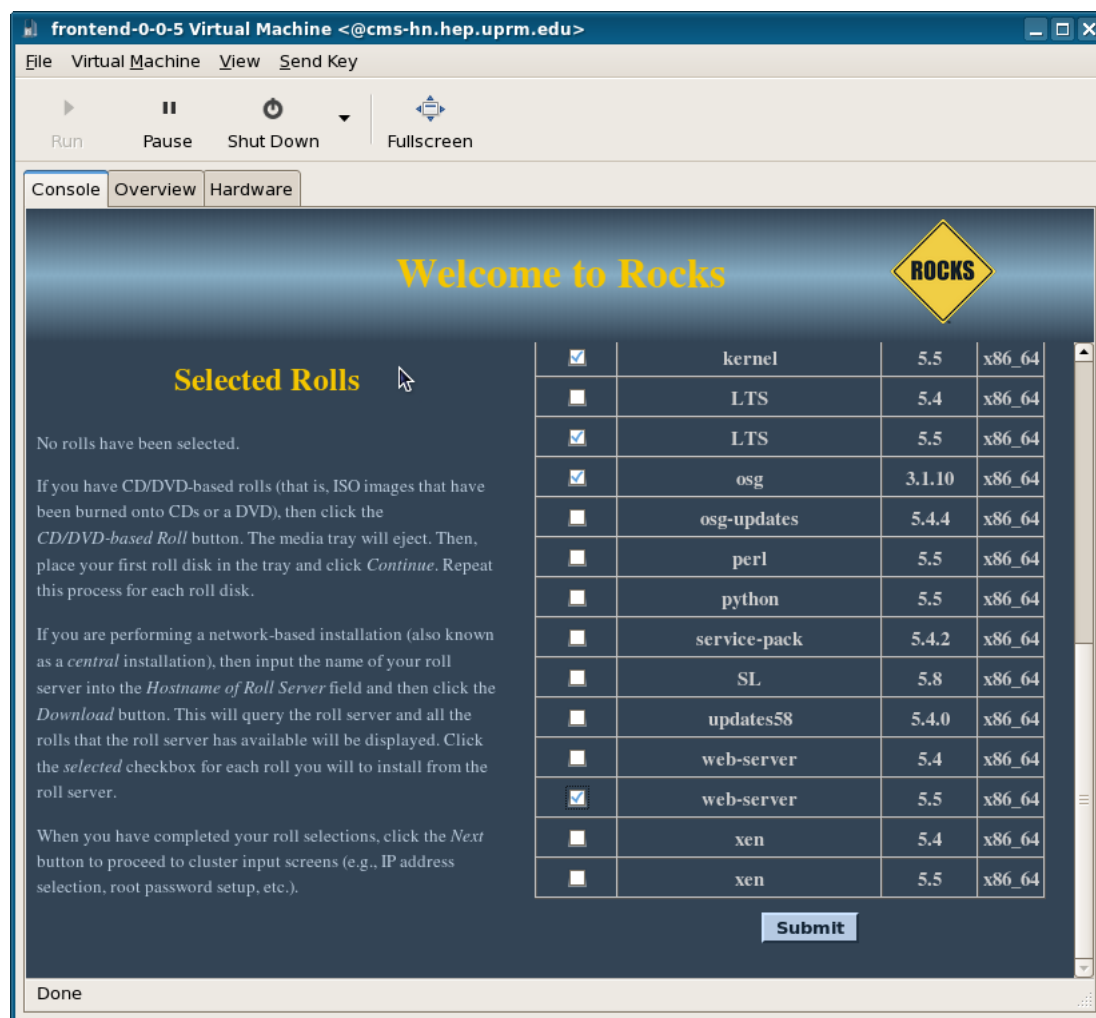 frontend-0-0-5 Virtual Machine <@cms-hn.hep.uprm.edu>
File Virtual Machine View Send Key
Run Pause Shut Down Fullscreen
Console Overview Hardware
Welcome to Rocks
ROCKS
Selected Rolls
No rolls have been selected.
If you have CD/DVD-based rolls (that is, ISO images that have
been burned onto CDs or a DVD), then click the
CD/DVD-based Roll button. The media tray will eject. Then,
place your first roll disk in the tray and click Continue. Repeat
this process for each roll disk.
If you are performing a network-based installation (also known
as a central installation), then input the name of your roll
server into the Hostname of Roll Server field and then click the
Download button. This will query the roll server and all the
rolls that the roll server has available will be displayed. Click
the selected checkbox for each roll you will to install from the
roll server.
When you have completed your roll selections, click the Next
button to proceed to cluster input screens (e.g., IP address
selection, root password setup, etc.).
kernel 5.5 x86_64
LTS 5.4 x86_64
LTS 5.5 x86_64
osg 3.1.10 x86_64
osg-updates 5.4.4 x86_64
perl 5.5 x86_64
python 5.5 x86_64
service-pack 5.4.2 x86_64
SL 5.8 x86_64
updates58 5.4.0 x86_64
web-server 5.4 x86_64
web-server 5.5 x86_64
xen 5.4 x86_64
xen 5.5 x86_64
Submit
Done